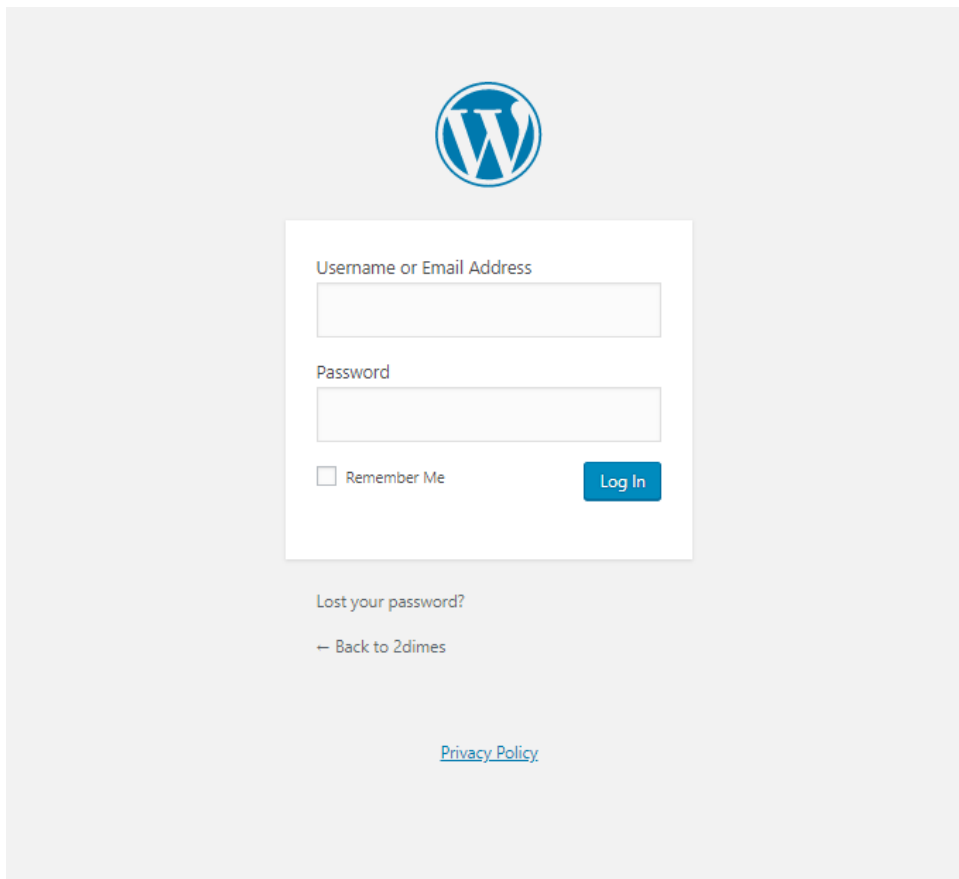 Username or Email Address
Password
Remember Me
Log In
Lost your password?
← Back to 2dimes
Privacy Policy